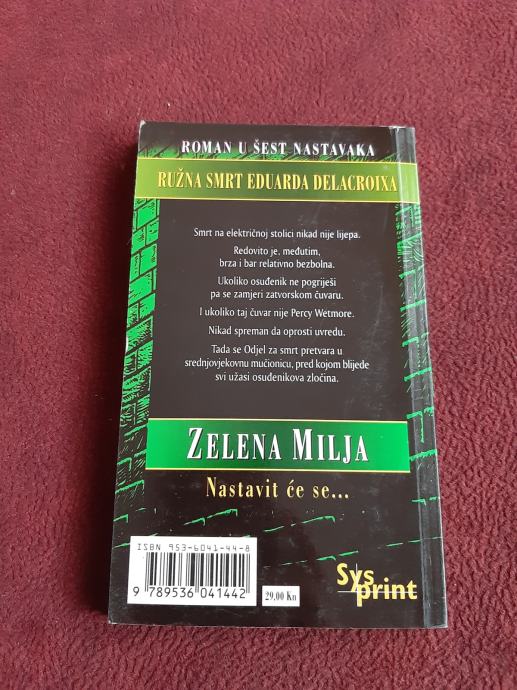 ROMAN U ŠEST NASTAVAKA
RUŽNA SMRT EDUARDA DELACROIXA
Smrt na električnoj stolici nikad nije lijepa.
Redovito je, međutim,
brza i bar relativno bezbolna.
Ukoliko osuđenik ne pogriješi
pa se zamjeri zatvorskom čuvaru.
I ukoliko taj čuvar nije Percy Wetmore.
Nikad spreman da oprosti uvredu.
Tada se Odjel za smrt pretvara u
srednjovjekovnu mučionicu, pred kojom blijede
svi užasi osuđenikova zločina.
ZELENA MILJA
Nastavit će se...
ISBN 953-6041-44-8
9 789536 041442
29,00 Kn
Sys
print